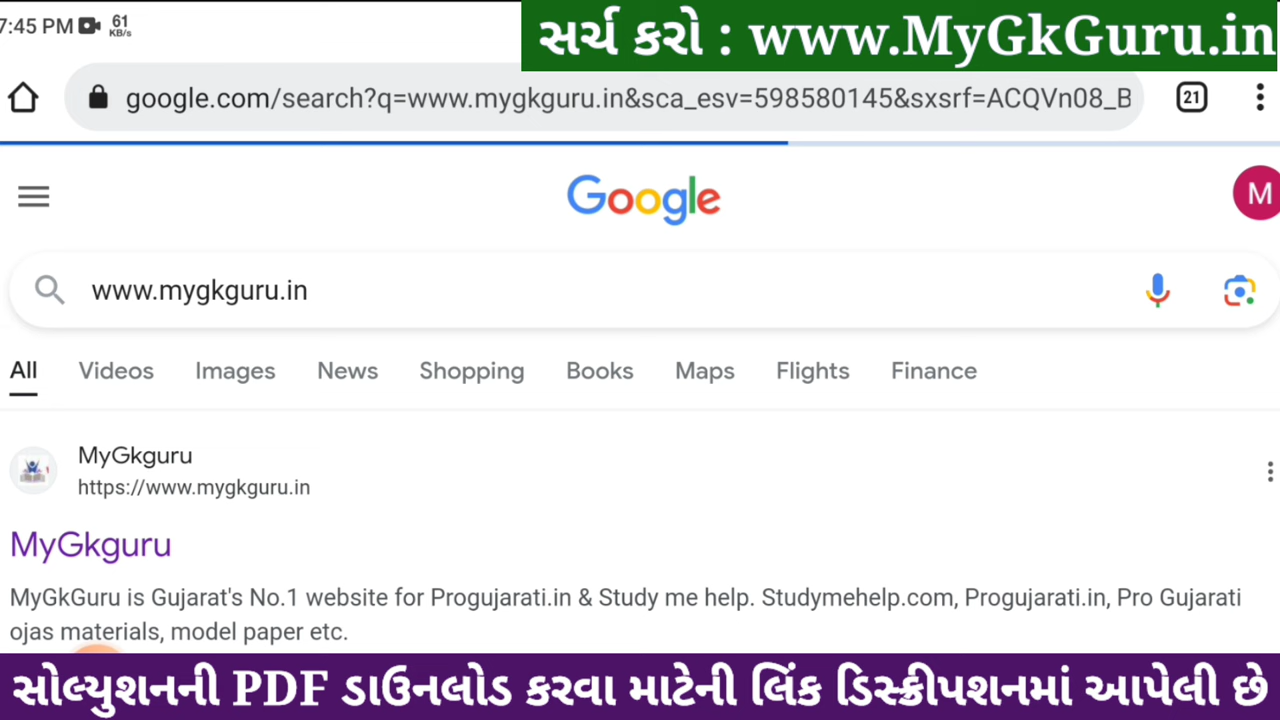 7:45 PM 61 KB/s
સર્ચ કરો : www.MyGkGuru.in
google.com/search?q=www.mygkguru.in&sca_esv=598580145&sxsrf=ACQVn08_B
21
Google
M
www.mygkguru.in
All Videos Images News Shopping Books Maps Flights Finance
MyGkguru
https://www.mygkguru.in
MyGkguru
MyGkGuru is Gujarat's No.1 website for Progujarati.in & Study me help. Studymehelp.com, Progujarati.in, Pro Gujarati
ojas materials, model paper etc.
સોલ્યુશનની PDF ડાઉનલોડ કરવા માટેની લિંક ડિસ્ક્રીપશનમાં આપેલી છે